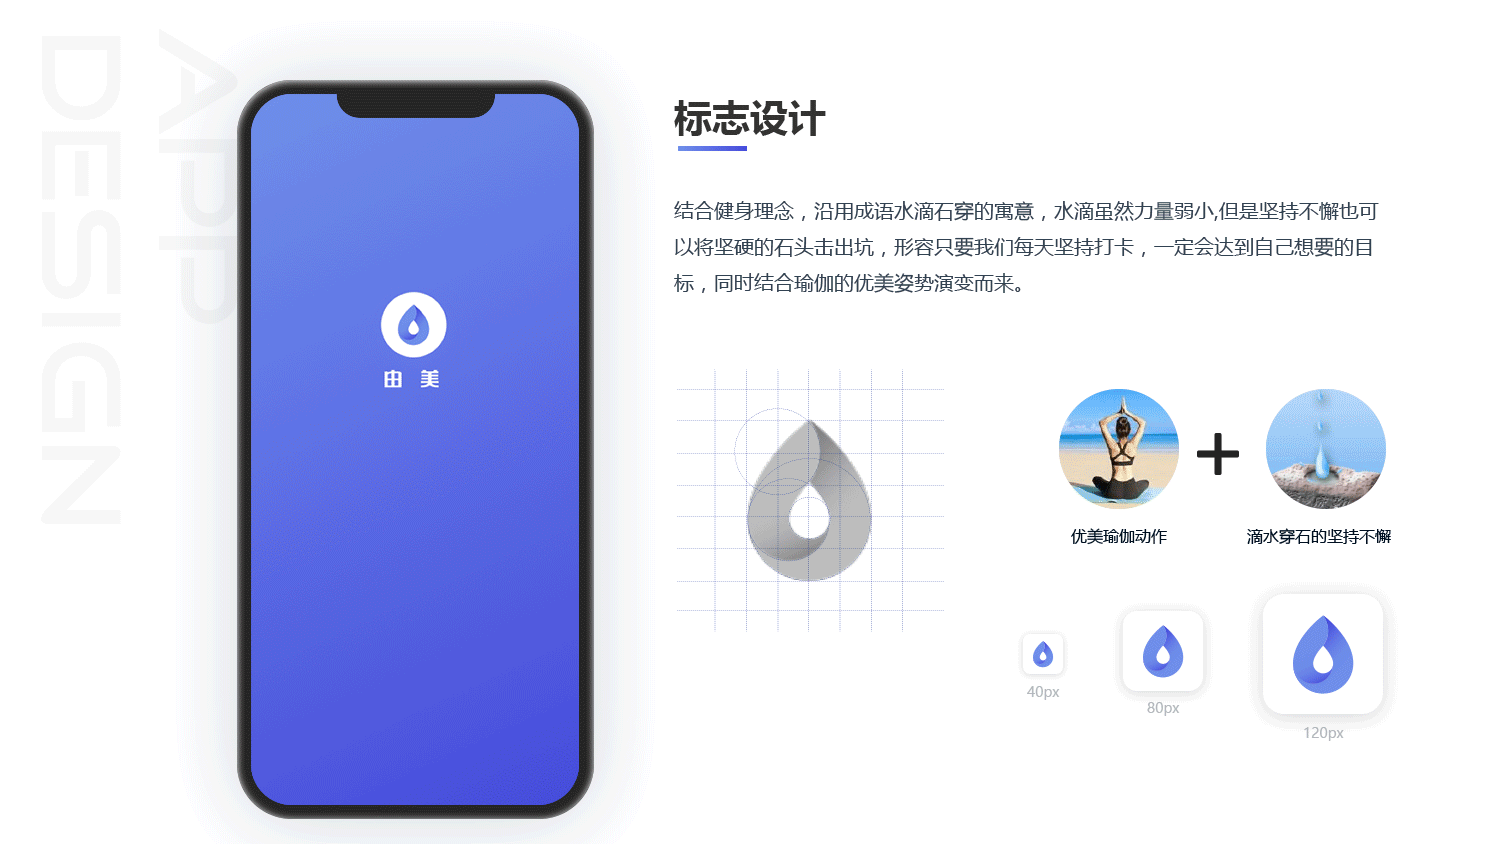 APP
DESIGN
由 美
标志设计
结合健身理念，沿用成语水滴石穿的寓意，水滴虽然力量弱小,但是坚持不懈也可
以将坚硬的石头击出坑，形容只要我们每天坚持打卡，一定会达到自己想要的目
标，同时结合瑜伽的优美姿势演变而来。
优美瑜伽动作
滴水穿石的坚持不懈
40px
80px
120px